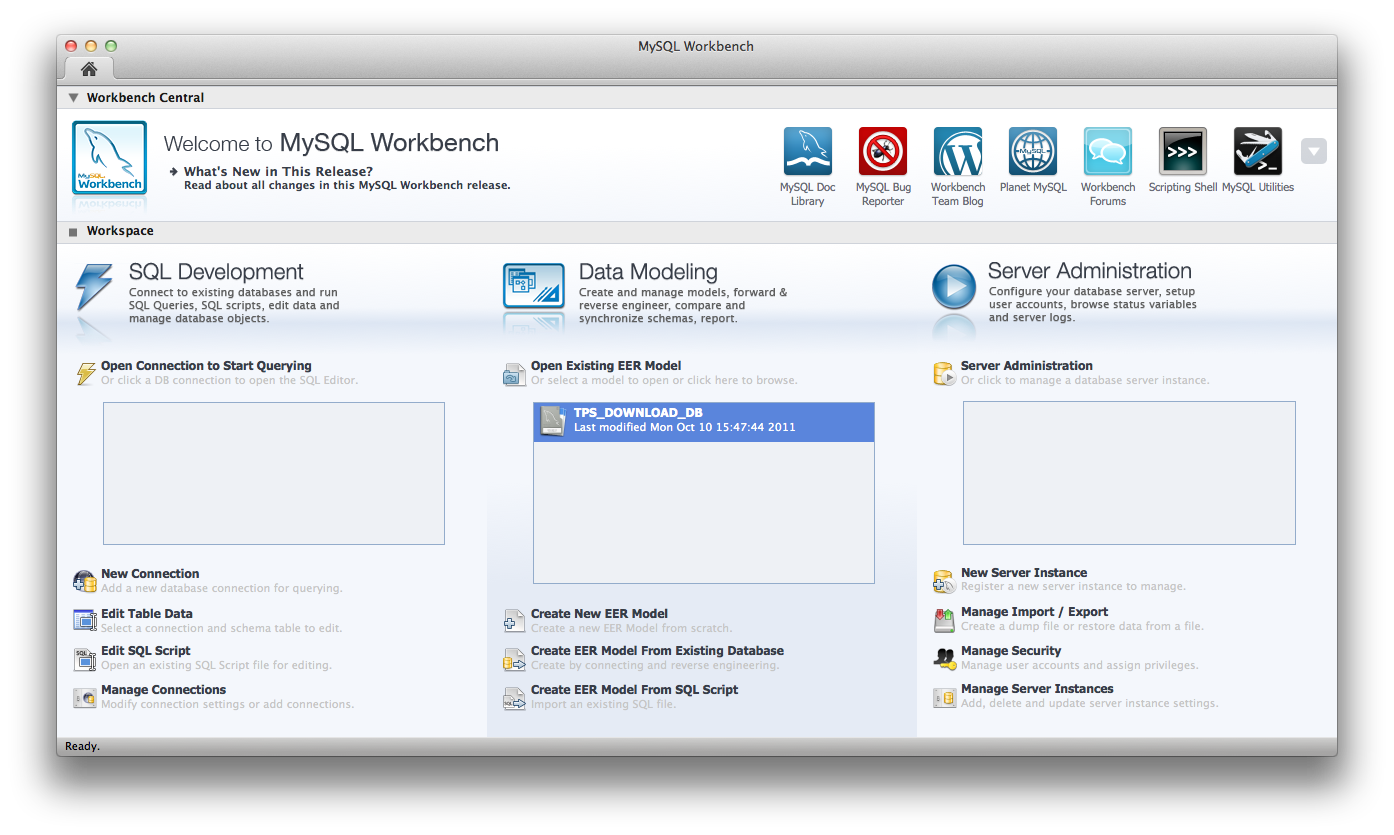 MySQL Workbench
Workbench Central
MySQL
Workbench
Welcome to MySQL Workbench
What's New in This Release?
Read about all changes in this MySQL Workbench release.
MySQL Doc
Library
MySQL Bug
Reporter
Workbench
Team Blog
MySQL
Planet MySQL
Workbench
Forums
>>>
Scripting Shell
>_
MySQL Utilities
Workspace
SQL Development
Connect to existing databases and run
SQL Queries, SQL scripts, edit data and
manage database objects.
Open Connection to Start Querying
Or click a DB connection to open the SQL Editor.
New Connection
Add a new database connection for querying.
Edit Table Data
Select a connection and schema table to edit.
SQL
Edit SQL Script
Open an existing SQL Script file for editing.
Manage Connections
Modify connection settings or add connections.
Data Modeling
Create and manage models, forward &
reverse engineer, compare and
synchronize schemas, report.
Open Existing EER Model
Or select a model to open or click here to browse.
TPS_DOWNLOAD_DB
Last modified Mon Oct 10 15:47:44 2011
Create New EER Model
Create a new EER Model from scratch.
Create EER Model From Existing Database
Create by connecting and reverse engineering.
SQL
Create EER Model From SQL Script
Import an existing SQL file.
Server Administration
Configure your database server, setup
user accounts, browse status variables
and server logs.
Server Administration
Or click to manage a database server instance.
New Server Instance
Register a new server instance to manage.
Manage Import / Export
Create a dump file or restore data from a file.
Manage Security
Manage user accounts and assign privileges.
Manage Server Instances
Add, delete and update server instance settings.
Ready.